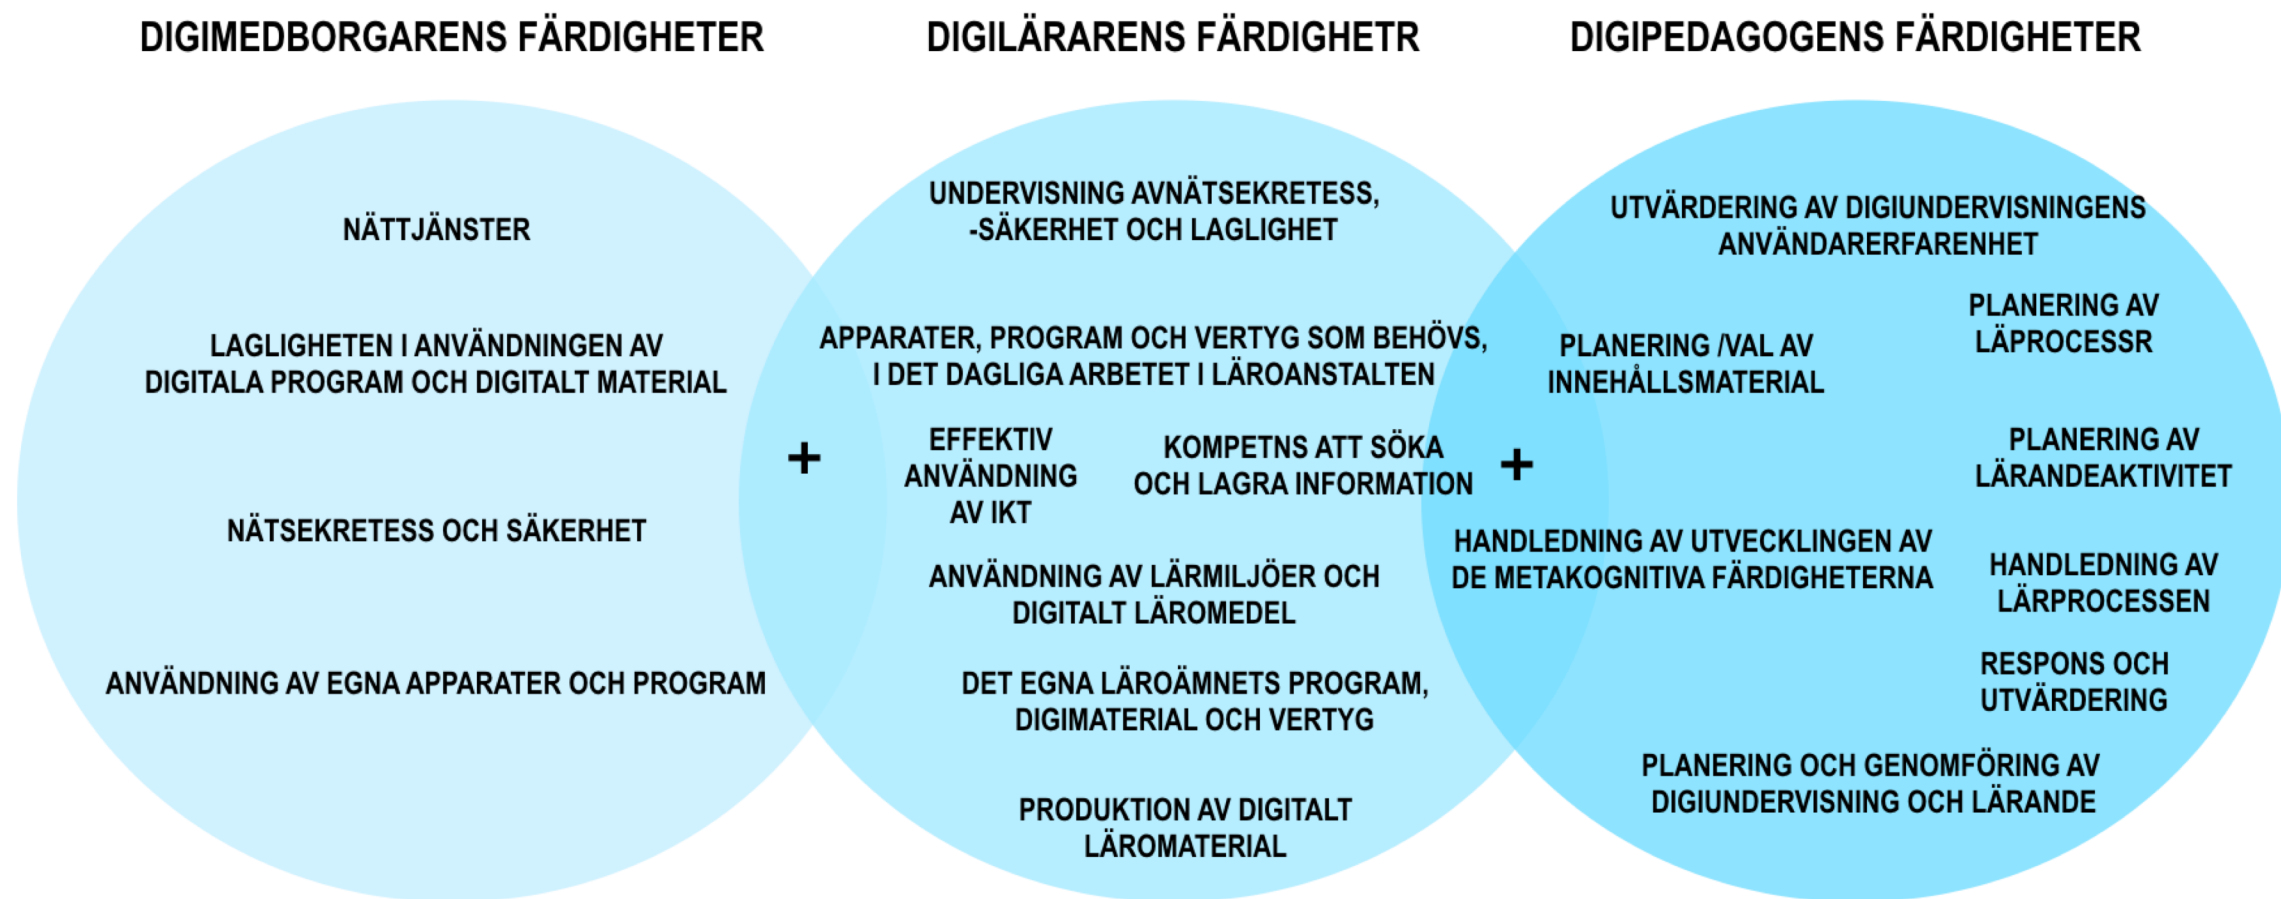 DIGIMEDBORGARENS FÄRDIGHETER
NÄTTJÄNSTER
LAGLIGHETEN I ANVÄNDNINGEN AV
DIGITALA PROGRAM OCH DIGITALT MATERIAL
NÄTSEKRETESS OCH SÄKERHET
ANVÄNDNING AV EGNA APPARATER OCH PROGRAM
+
DIGILÄRARENS FÄRDIGHETR
UNDERVISNING AVNÄTSEKRETESS,
-SÄKERHET OCH LAGLIGHET
APPARATER, PROGRAM OCH VERTYG SOM BEHÖVS,
I DET DAGLIGA ARBETET I LÄROANSTALTEN
EFFEKTIV
ANVÄNDNING
AV IKT
KOMPETNS ATT SÖKA
OCH LAGRA INFORMATION
ANVÄNDNING AV LÄRMILJÖER OCH
DIGITALT LÄROMEDEL
DET EGNA LÄROÄMNETS PROGRAM,
DIGIMATERIAL OCH VERTYG
PRODUKTION AV DIGITALT
LÄROMATERIAL
+
DIGIPEDAGOGENS FÄRDIGHETER
UTVÄRDERING AV DIGIUNDERVISNINGENS
ANVÄNDARERFARENHET
PLANERING AV
LÄPROCESSR
PLANERING /VAL AV
INNEHÅLLSMATERIAL
PLANERING AV
LÄRANDEAKTIVITET
HANDLEDNING AV UTVECKLINGEN AV
DE METAKOGNITIVA FÄRDIGHETERNA
HANDLEDNING AV
LÄRPROCESSEN
RESPONS OCH
UTVÄRDERING
PLANERING OCH GENOMFÖRING AV
DIGIUNDERVISNING OCH LÄRANDE